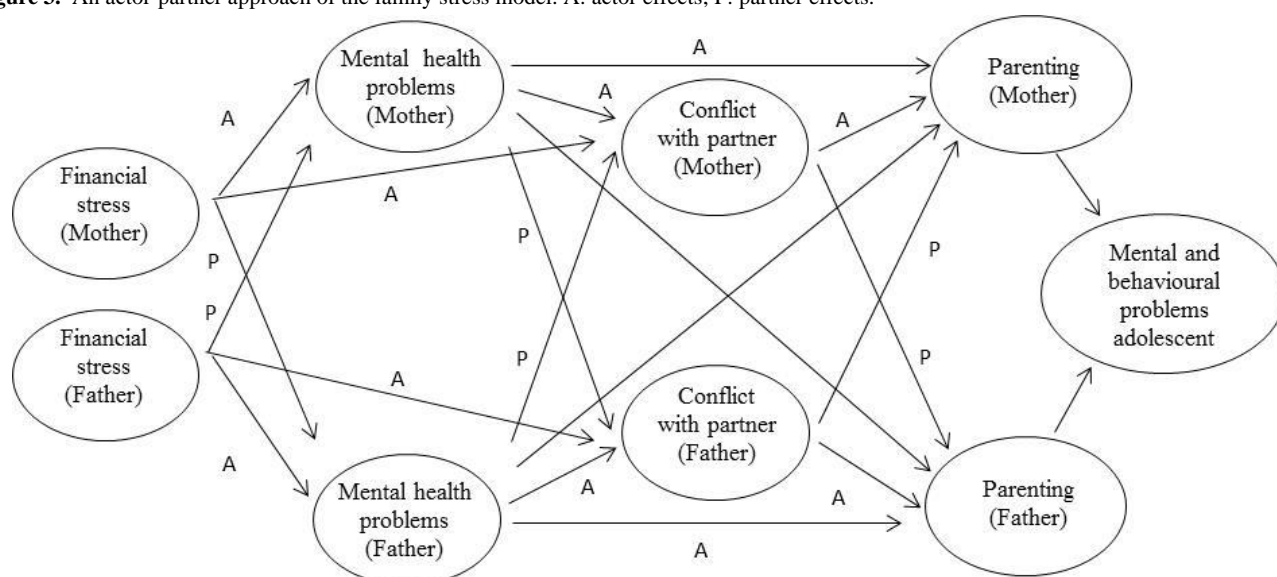 gure 3. An actor-partner approach of the family stress model. A: actor effects; P: partner effects.
Mental health
problems
(Mother)
A
Parenting
(Mother)
A
Conflict
with partner
(Mother)
A
A
Financial
stress
(Mother)
A
P
P
Mental and
behavioural
problems
adolescent
P
P
Financial
stress
(Father)
A
P
P
Conflict
with partner
(Father)
A
Mental health
problems
(Father)
A
A
Parenting
(Father)
A